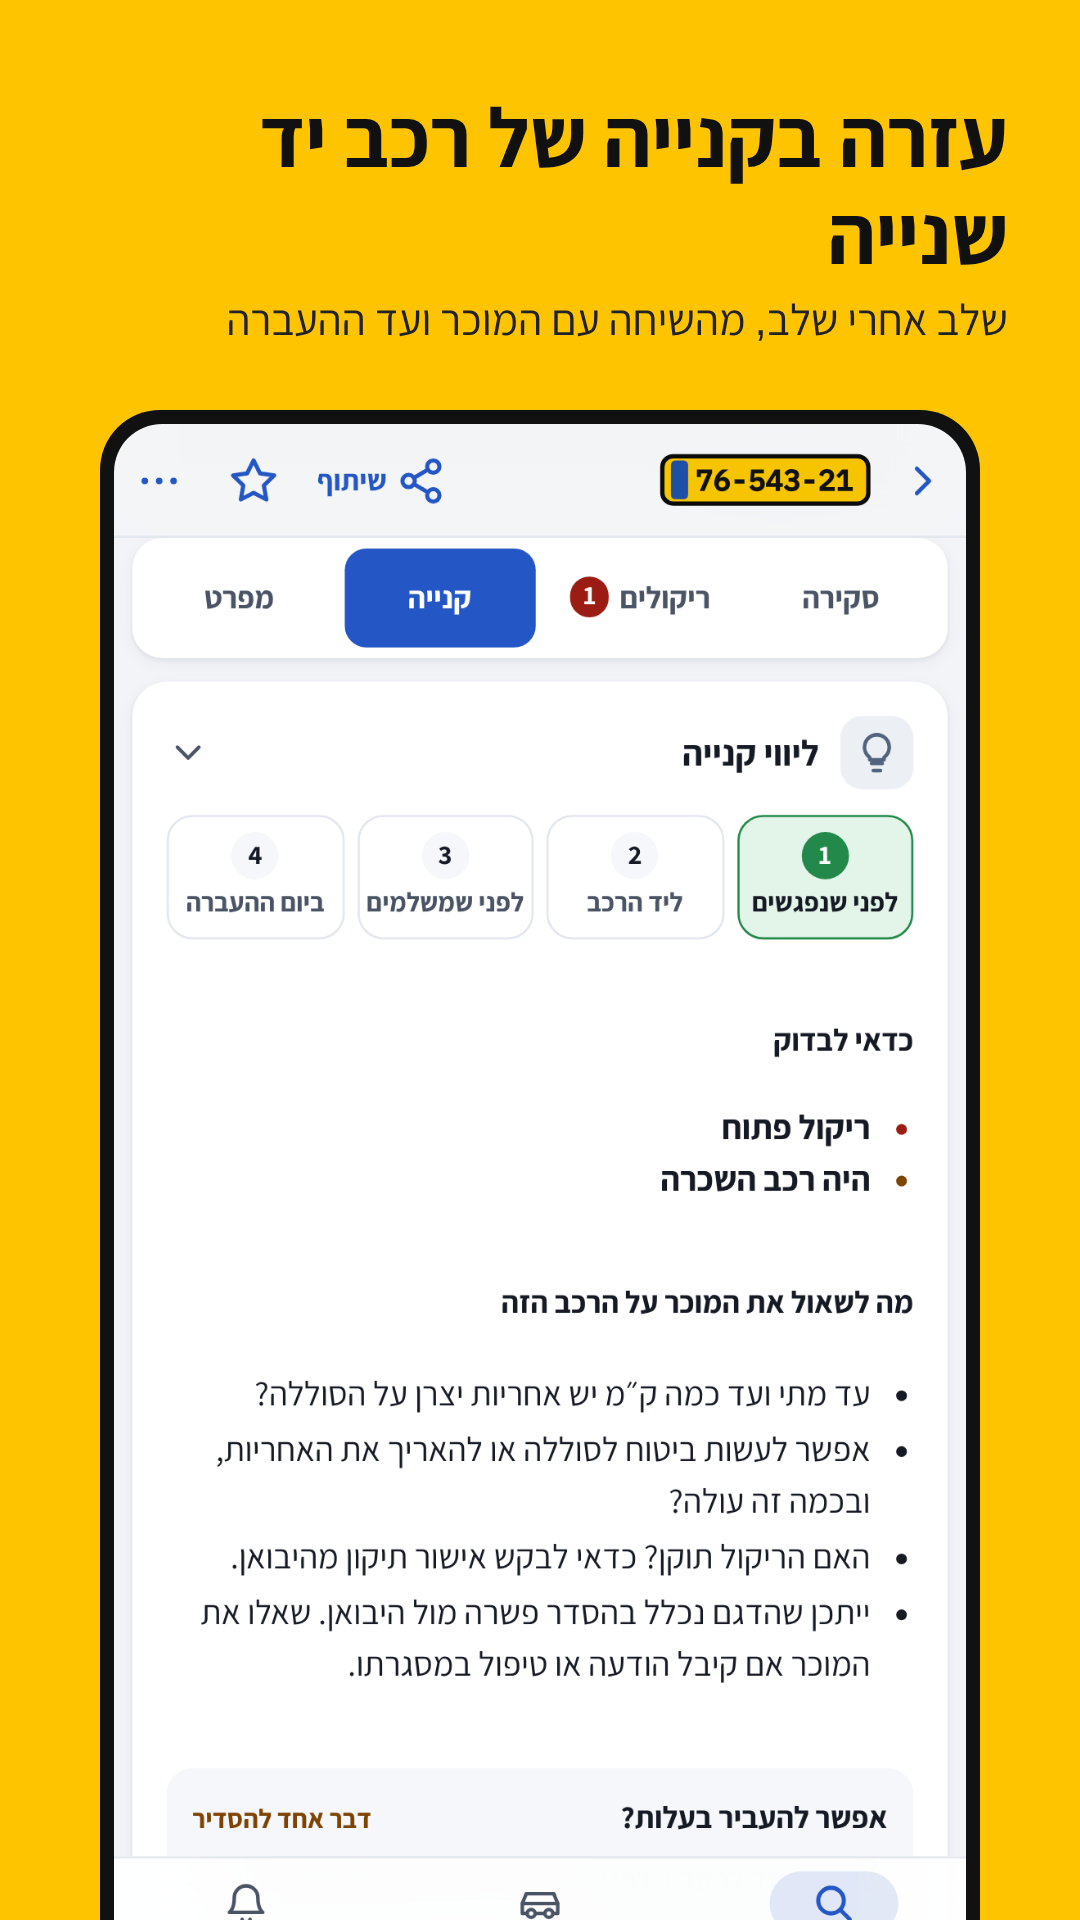 עזרה בקנייה של רכב יד
שנייה
שלב אחרי שלב, מהשיחה עם המוכר ועד ההעברה
76-543-21
שיתוף
סקירה
ריקולים 1
קנייה
מפרט
ליווי קנייה
1
לפני שנפגשים
2
ליד הרכב
3
לפני שמשלמים
4
ביום ההעברה
כדאי לבדוק
• ריקול פתוח
• היה רכב השכרה
מה לשאול את המוכר על הרכב הזה
• עד מתי ועד כמה ק״מ יש אחריות יצרן על הסוללה?
• אפשר לעשות ביטוח לסוללה או להאריך את האחריות,
ובכמה זה עולה?
• האם הריקול תוקן? כדאי לבקש אישור תיקון מהיבואן.
• ייתכן שהדגם נכלל בהסדר פשרה מול היבואן. שאלו את
המוכר אם קיבל הודעה או טיפול במסגרתו.
אפשר להעביר בעלות?
דבר אחד להסדיר